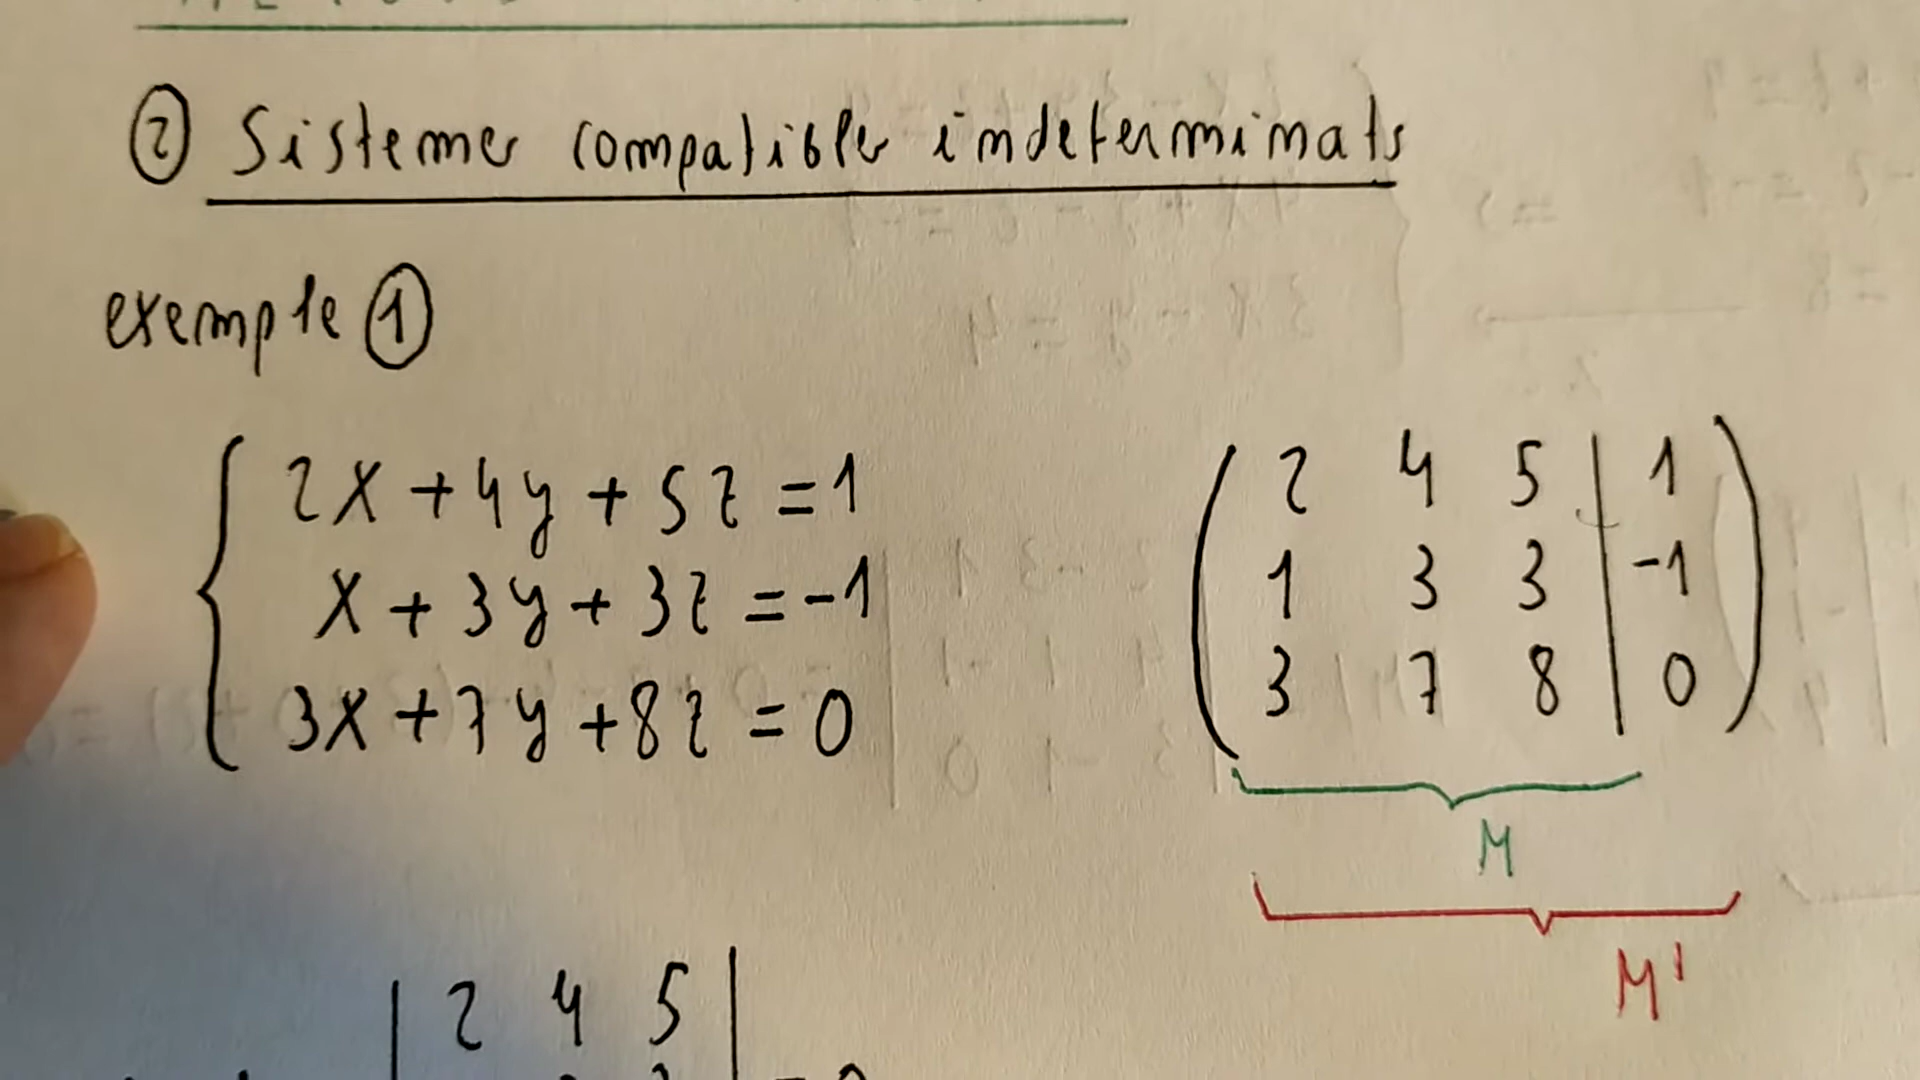 ② Sistemes compatibles indeterminats
exemple ①
2x + 4y + 5z = 1
x + 3y + 3z = -1
3x + 7y + 8z = 0
2 4 5 | 1
1 3 3 | -1
3 7 8 | 0
M
M'
| 2 4 5 |